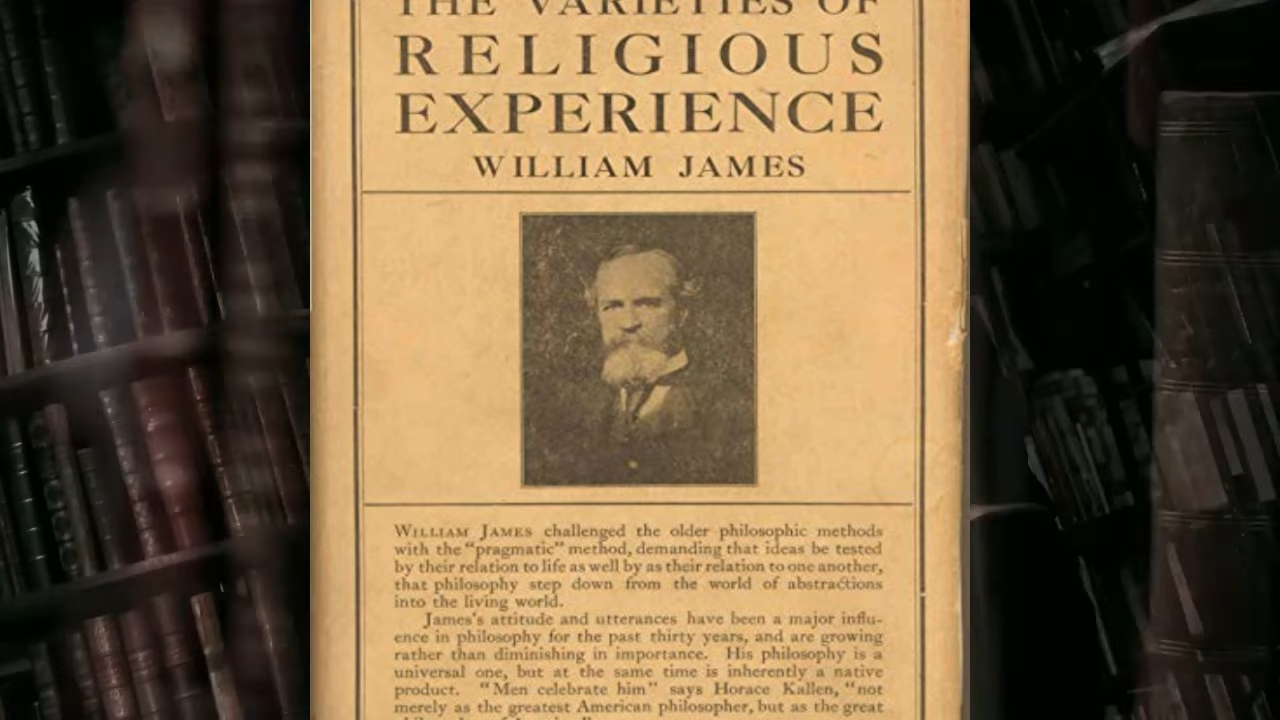 THE VARIETIES OF
RELIGIOUS
EXPERIENCE
WILLIAM JAMES
WILLIAM JAMES challenged the older philosophic methods
with the "pragmatic" method, demanding that ideas be tested
by their relation to life as well by as their relation to one another,
that philosophy step down from the world of abstractions
into the living world.
James's attitude and utterances have been a major influ-
ence in philosophy for the past thirty years, and are growing
rather than diminishing in importance. His philosophy is a
universal one, but at the same time is inherently a native
product. "Men celebrate him" says Horace Kallen, "not
merely as the greatest American philosopher, but as the great